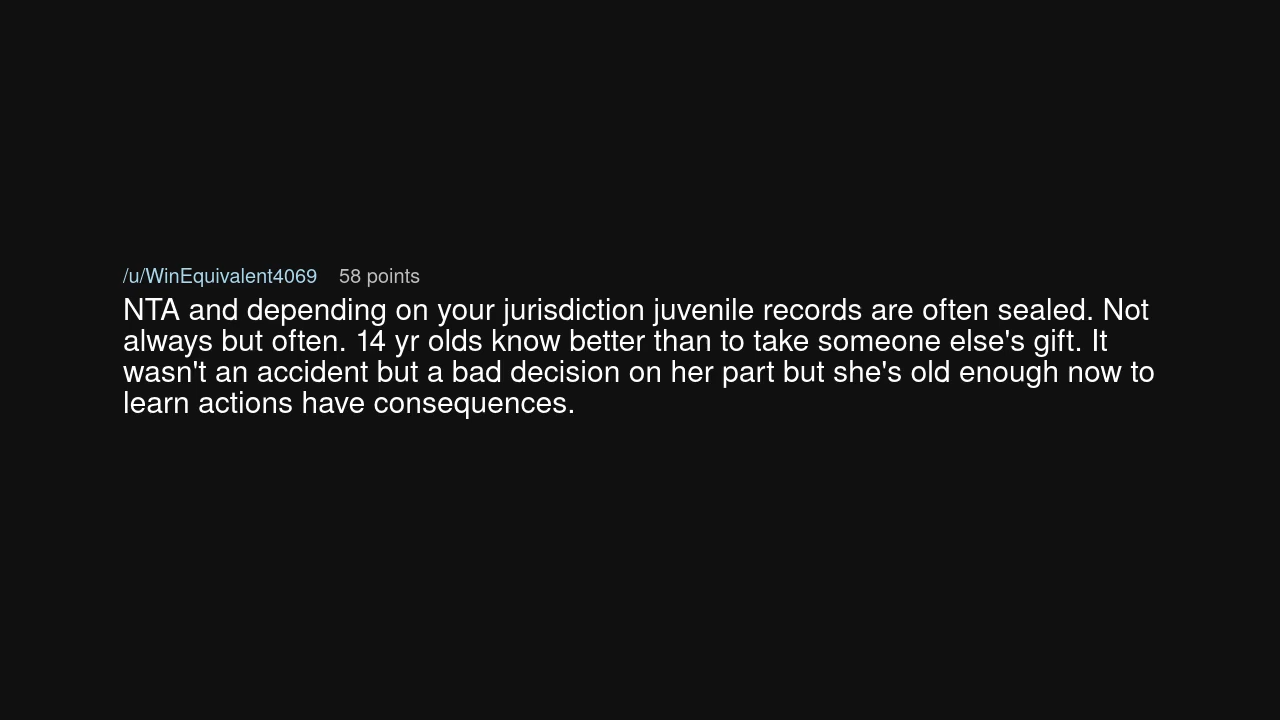 /u/WinEquivalent4069 58 points
NTA and depending on your jurisdiction juvenile records are often sealed. Not
always but often. 14 yr olds know better than to take someone else's gift. It
wasn't an accident but a bad decision on her part but she's old enough now to
learn actions have consequences.